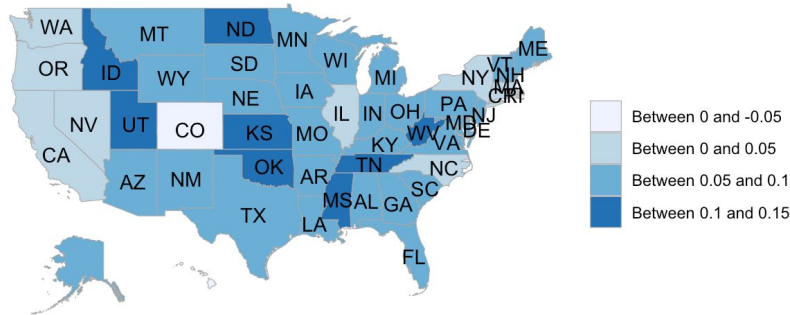 WA
MT
ND
MN
ME
OR
ID
WY
SD
WI
MI
NY
VT
NH
MA
CT
RI
NV
UT
CO
NE
IA
IL
IN
OH
PA
NJ
MD
DE
CA
KS
MO
KY
WV
VA
AZ
NM
OK
AR
TN
NC
TX
LA
MS
AL
GA
SC
FL
Between 0 and -0.05
Between 0 and 0.05
Between 0.05 and 0.1
Between 0.1 and 0.15